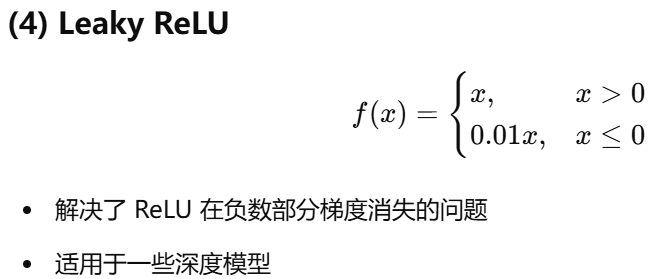 (4) Leaky ReLU
f(x) = { x, x > 0
0.01x, x ≤ 0
• 解决了 ReLU 在负数部分梯度消失的问题
• 适用于一些深度模型